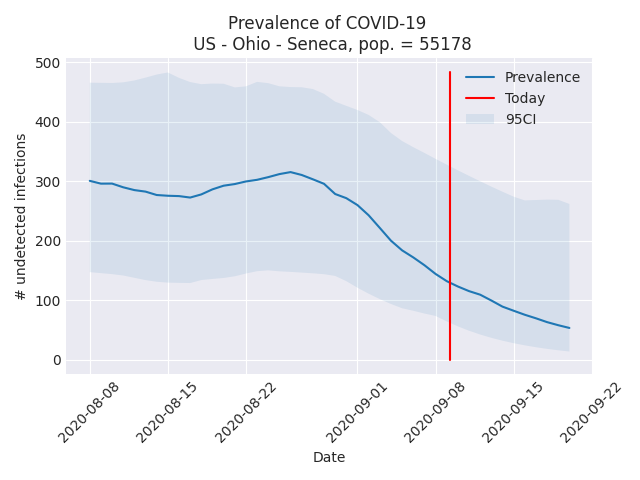 Prevalence of COVID-19
US - Ohio - Seneca, pop. = 55178
# undetected infections
500
400
300
200
100
0
Prevalence
Today
95CI
2020-08-08
2020-08-15
2020-08-22
2020-09-01
2020-09-08
2020-09-15
2020-09-22
Date